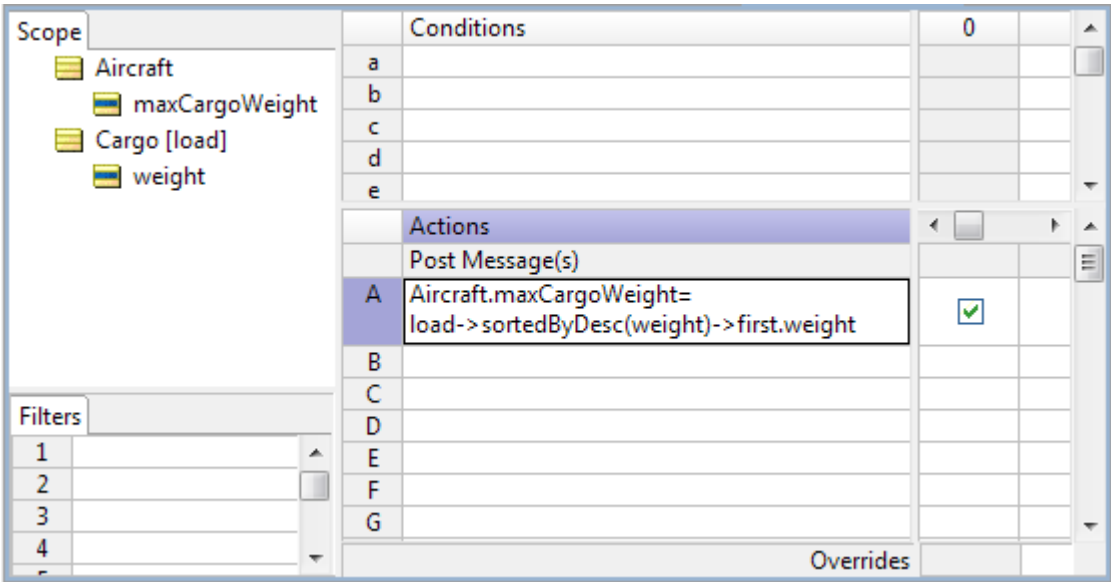 Scope
Aircraft
maxCargoWeight
Cargo [load]
weight
Filters
1
2
3
4
Conditions 0
a
b
c
d
e
Actions
Post Message(s)
A Aircraft.maxCargoWeight=
load->sortedByDesc(weight)->first.weight
B
C
D
E
F
G
Overrides